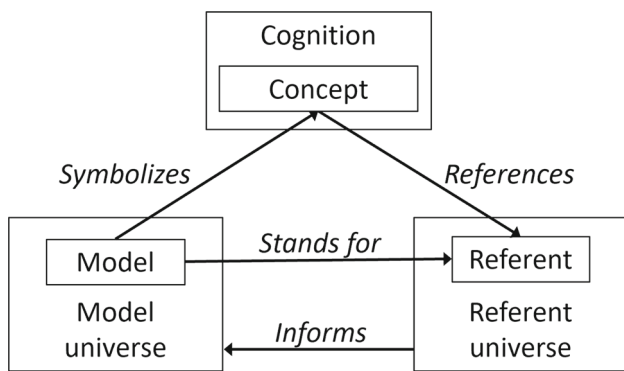 Cognition
Concept
Symbolizes
References
Stands for
Model
Referent
Model
universe
Referent
universe
Informs